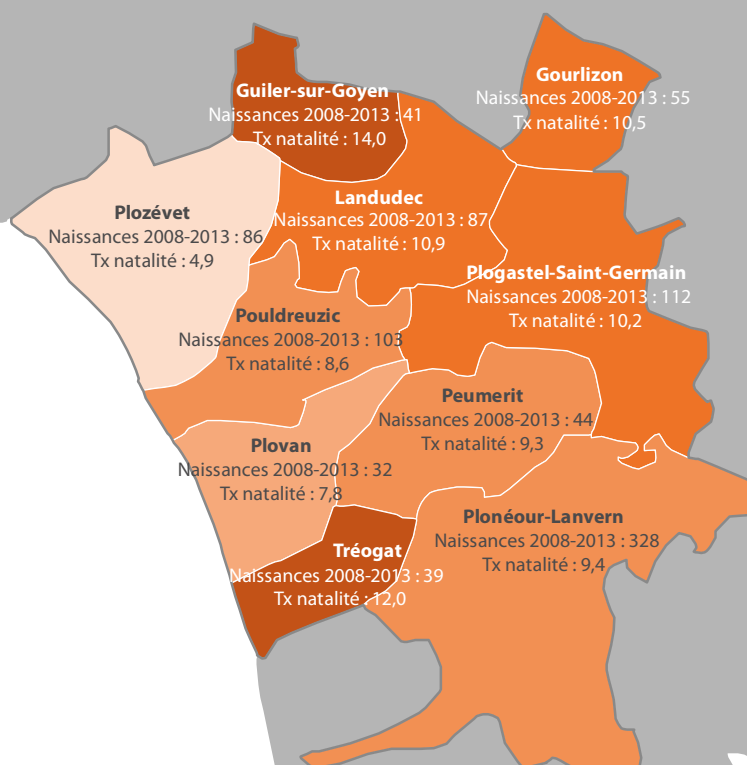 Guiler-sur-Goyen
Naissances 2008-2013 : 41
Tx natalité : 14,0
Gourlizon
Naissances 2008-2013 : 55
Tx natalité : 10,5
Plozévet
Naissances 2008-2013 : 86
Tx natalité : 4,9
Landudec
Naissances 2008-2013 : 87
Tx natalité : 10,9
Plogastel-Saint-Germain
Naissances 2008-2013 : 112
Tx natalité : 10,2
Pouldreuzic
Naissances 2008-2013 : 103
Tx natalité : 8,6
Peumerit
Naissances 2008-2013 : 44
Tx natalité : 9,3
Plovan
Naissances 2008-2013 : 32
Tx natalité : 7,8
Plonéour-Lanvern
Naissances 2008-2013 : 328
Tx natalité : 9,4
Tréogat
Naissances 2008-2013 : 39
Tx natalité : 12,0